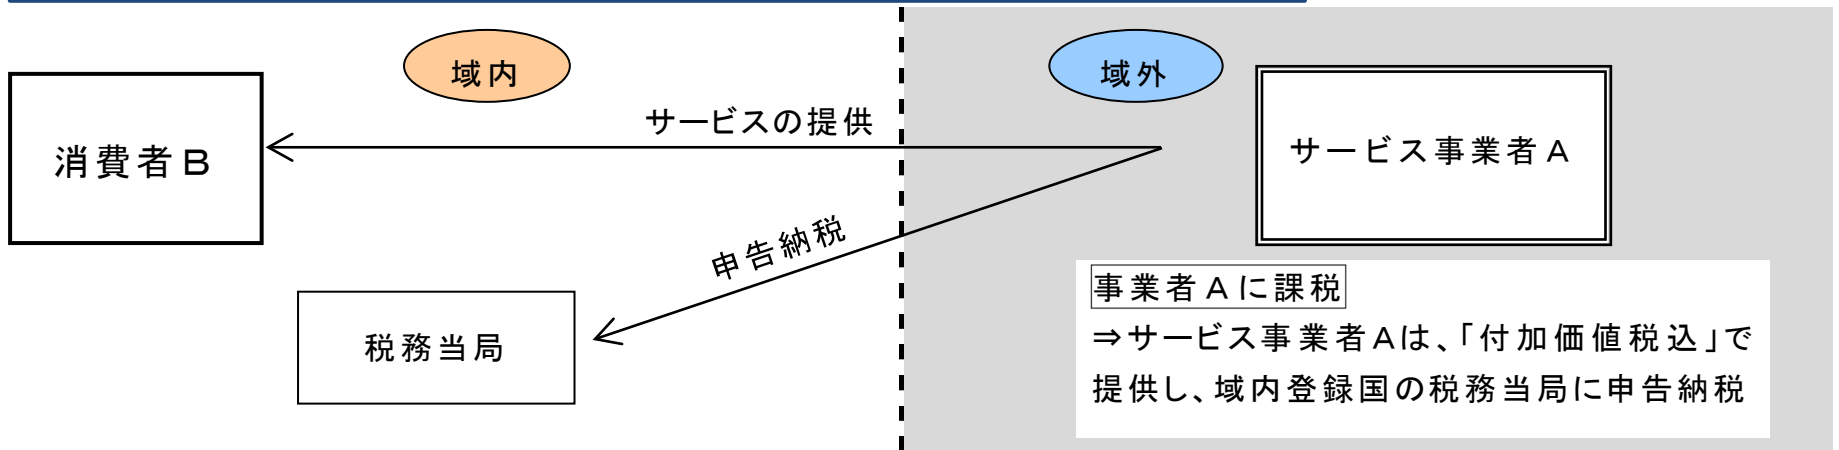 域内
域外
サービスの提供
消費者B
サービス事業者A
申告納税
税務当局
事業者Aに課税
⇒サービス事業者Aは、「付加価値税込」で
提供し、域内登録国の税務当局に申告納税